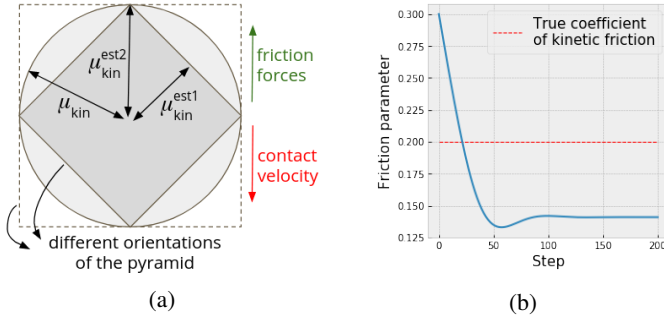 μkin
μkin^est2
μkin^est1
friction
forces
contact
velocity
different orientations
of the pyramid
(a)
Friction parameter
0.300
0.275
0.250
0.225
0.200
0.175
0.150
0.125
True coefficient
of kinetic friction
0
50
100
150
200
Step
(b)